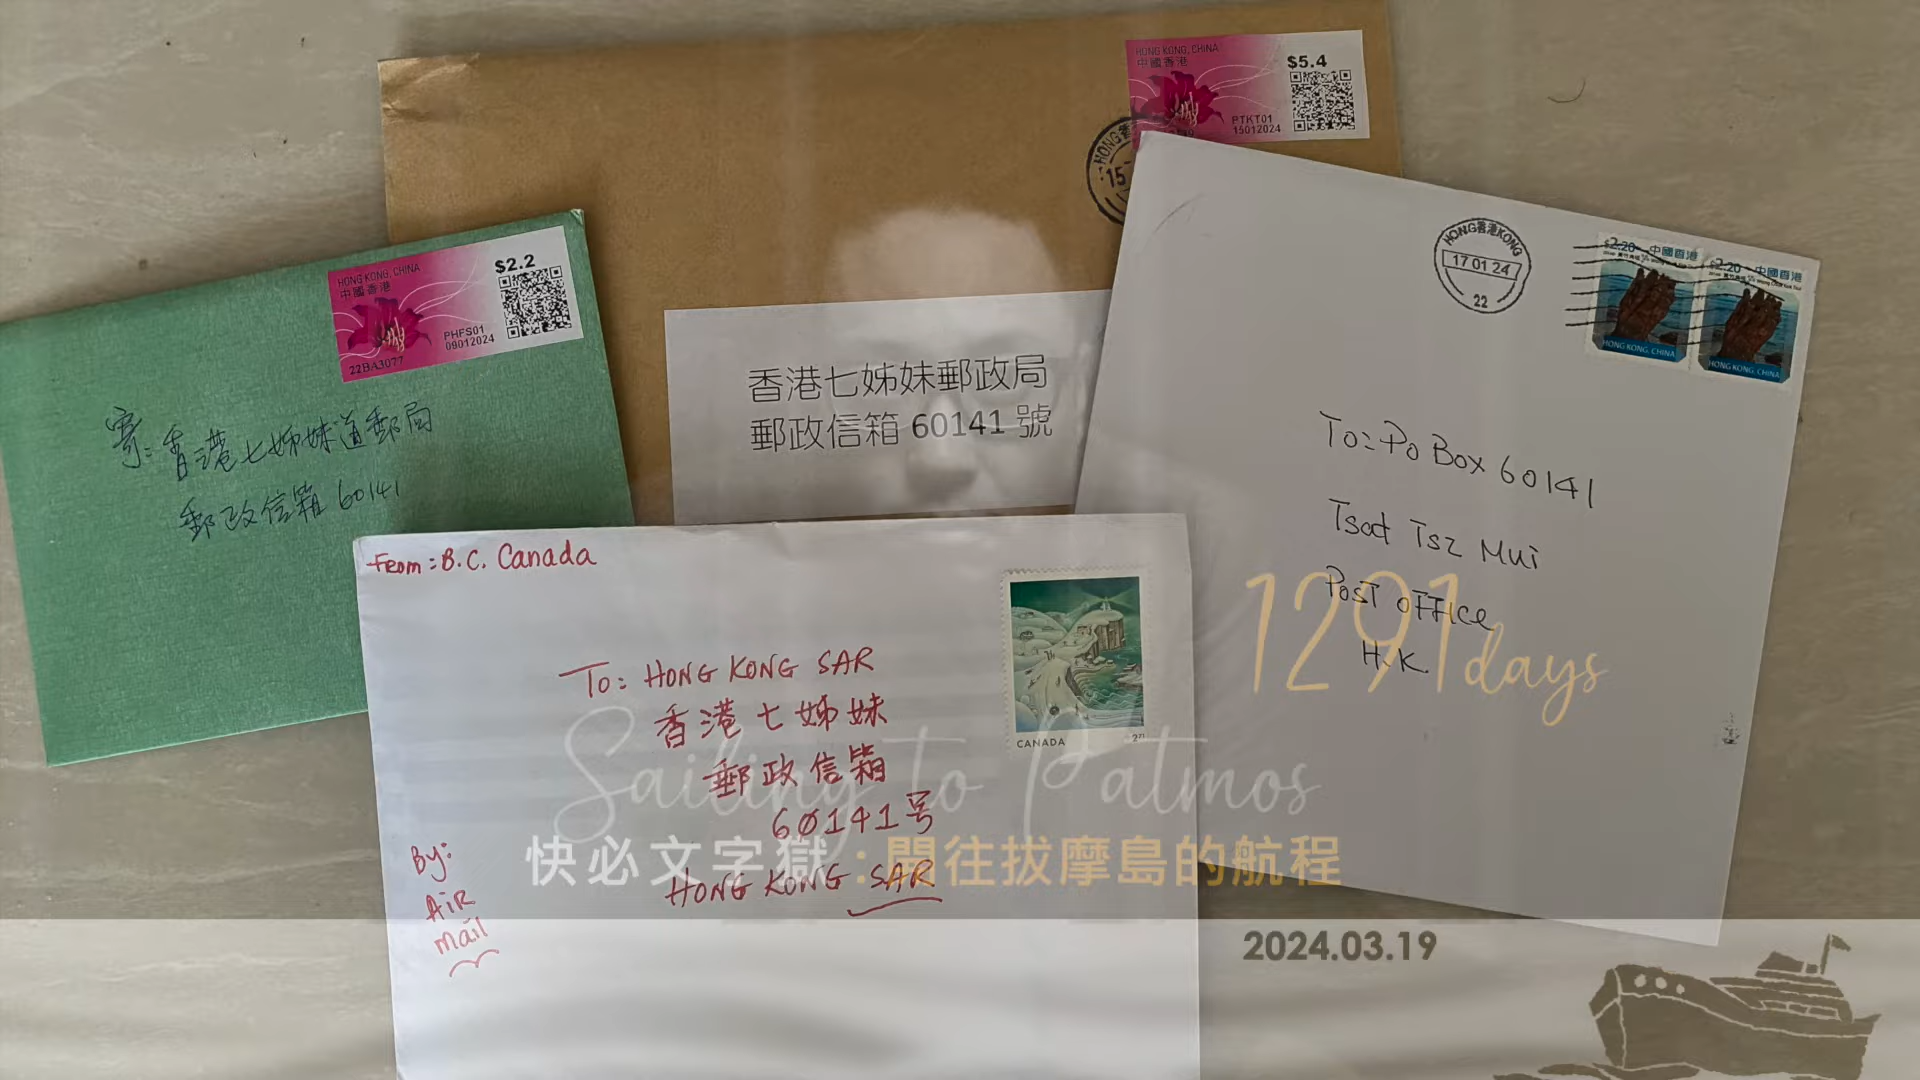 HONG KONG, CHINA
中國香港
$5.4
PTKT01
15012024
HONG KONG, CHINA
中國香港
$2.2
PHFS01
09012024
22BA3077
寄:香港七姊妹道郵局
郵政信箱 60141
香港七姊妹郵政局
郵政信箱 60141 號
HONG香港KONG
17 01 24
22
$2.20 中國香港
HONG KONG, CHINA
$2.20 中國香港
HONG KONG, CHINA
To: Po Box 60141
Tsat Tsz Mui
Post office
H.K.
From: B.C. Canada
To: HONG KONG SAR
香港七姊妹
郵政信箱
60141号
HONG KONG SAR
By:
AiR
mail
CANADA
1291days
Sailing to Patmos
快必文字獄:開往拔摩島的航程
2024.03.19